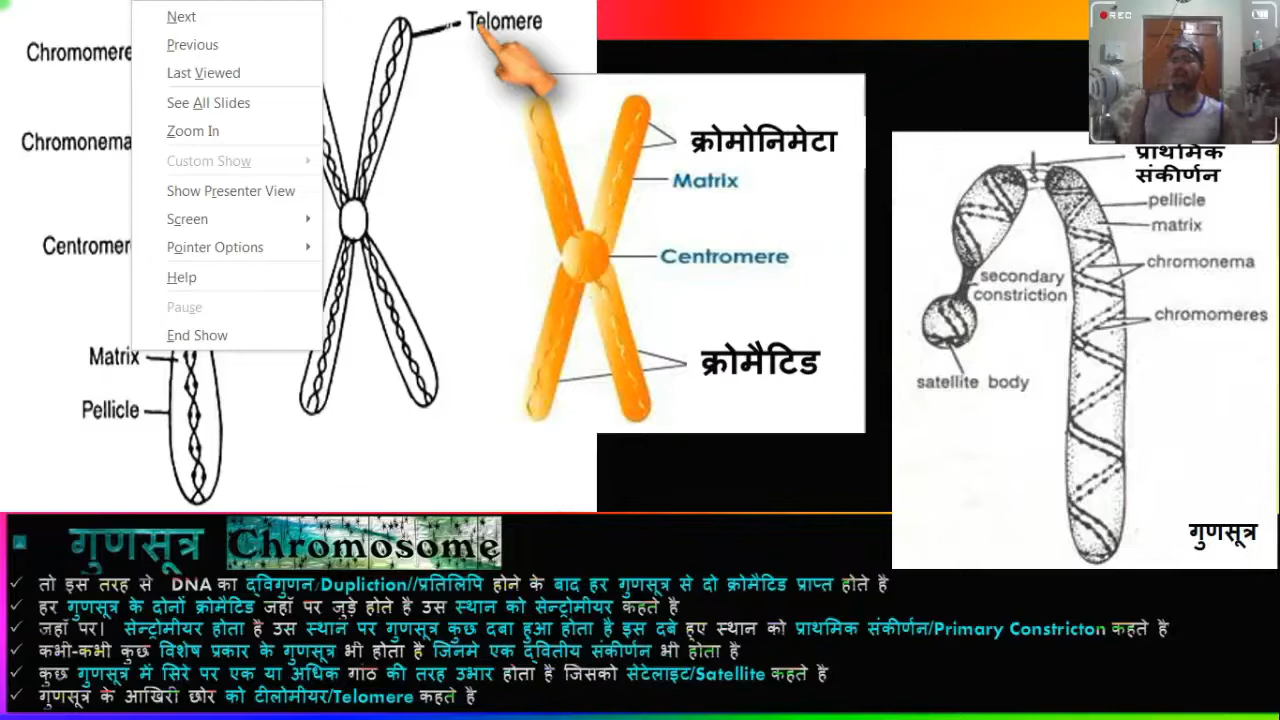 Next
Previous
Last Viewed
See All Slides
Zoom In
Custom Show
Show Presenter View
Screen
Pointer Options
Help
Pause
End Show
Chromomere
Chromonema
Centromer
Matrix
Pellicle
Telomere
क्रोमोनिमेटा
Matrix
Centromere
क्रोमैटिड
REC
प्राथमिक
संकीर्णन
pellicle
matrix
chromonema
chromomeres
secondary
constriction
satellite body
गुणसूत्र
गुणसूत्र Chromosome
तो इस तरह से DNA का द्विगुणन/Dupliction//प्रतिलिपि होने के बाद हर गुणसूत्र से दो क्रोमैटिड प्राप्त होते है
हर गुणसूत्र के दोनों क्रोमैटिड जहाँ पर जुड़े होते है उस स्थान को सेन्ट्रोमीयर कहते है
जहाँ पर। सेन्ट्रोमीयर होता है उस स्थान पर गुणसूत्र कुछ दबा हुआ होता है इस दबे हुए स्थान को प्राथमिक संकीर्णन/Primary Constricton कहते है
कभी-कभी कुछ विशेष प्रकार के गुणसूत्र भी होता है जिनमे एक द्वितीय संकीर्णन भी होता है
कुछ गुणसूत्र में सिरे पर एक या अधिक गांठ की तरह उभार होता है जिसको सेटेलाइट/Satellite कहते है
गुणसूत्र के आखिरी छोर को टीलोमीयर/Telomere कहते है